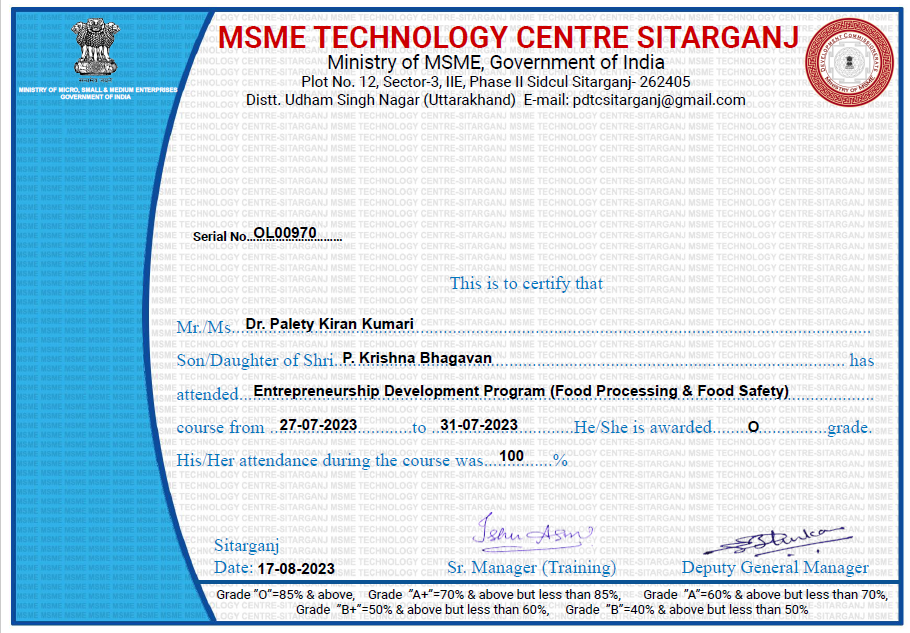 MSME TECHNOLOGY CENTRE SITARGANJ
Ministry of MSME, Government of India
Plot No. 12, Sector-3, IIE, Phase II Sidcul Sitarganj- 262405
Distt. Udham Singh Nagar (Uttarakhand) E-mail: pdtcsitarganj@gmail.com
MINISTRY OF MICRO, SMALL & MEDIUM ENTERPRISES
GOVERNMENT OF INDIA
DEVELOPMENT COMMISSIONERATE
MINISTRY OF MSME
Serial No...OL00970.........
This is to certify that
Mr./Ms...Dr. Palety Kiran Kumari
Son/Daughter of Shri..P. Krishna Bhagavan has
attended...Entrepreneurship Development Program (Food Processing & Food Safety)
course from ..27-07-2023............to ..31-07-2023............He/She is awarded.......O...............grade.
His/Her attendance during the course was....100.......%
Sitarganj
Date: 17-08-2023
Sr. Manager (Training)
Deputy General Manager
Grade "O"=85% & above, Grade "A+"=70% & above but less than 85%, Grade "A"=60% & above but less than 70%,
Grade "B+"=50% & above but less than 60%, Grade "B"=40% & above but less than 50%